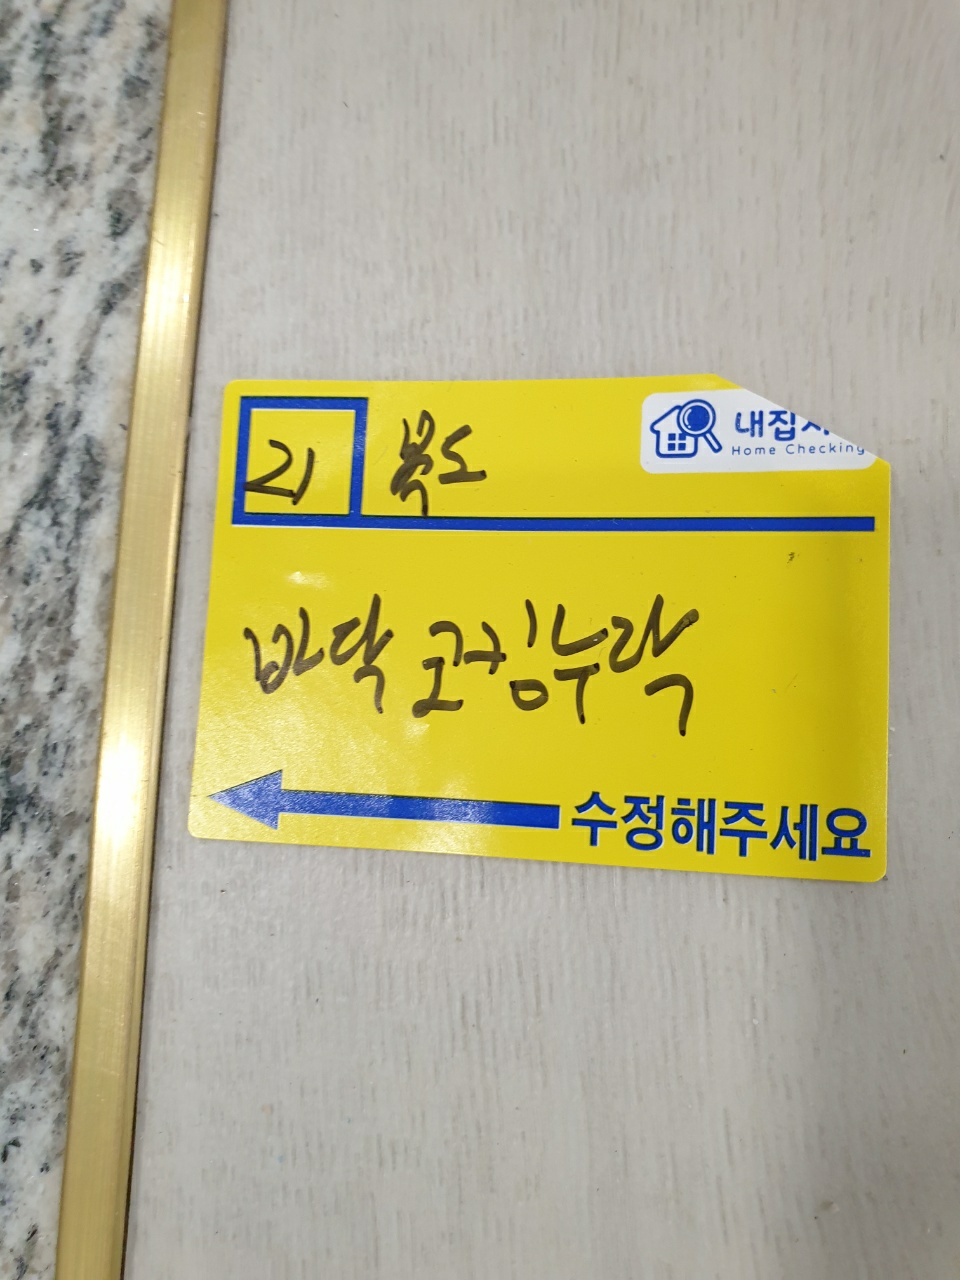 21 복도
내집
Home Checking
바닥 코킹누락
수정해주세요